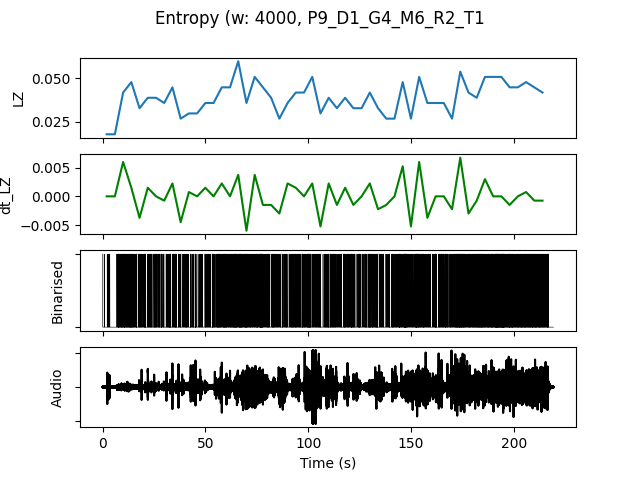 Entropy (w: 4000, P9_D1_G4_M6_R2_T1
LZ
0.050
0.025
dt_LZ
0.005
0.000
−0.005
Binarised
Audio
0
50
100
150
200
Time (s)